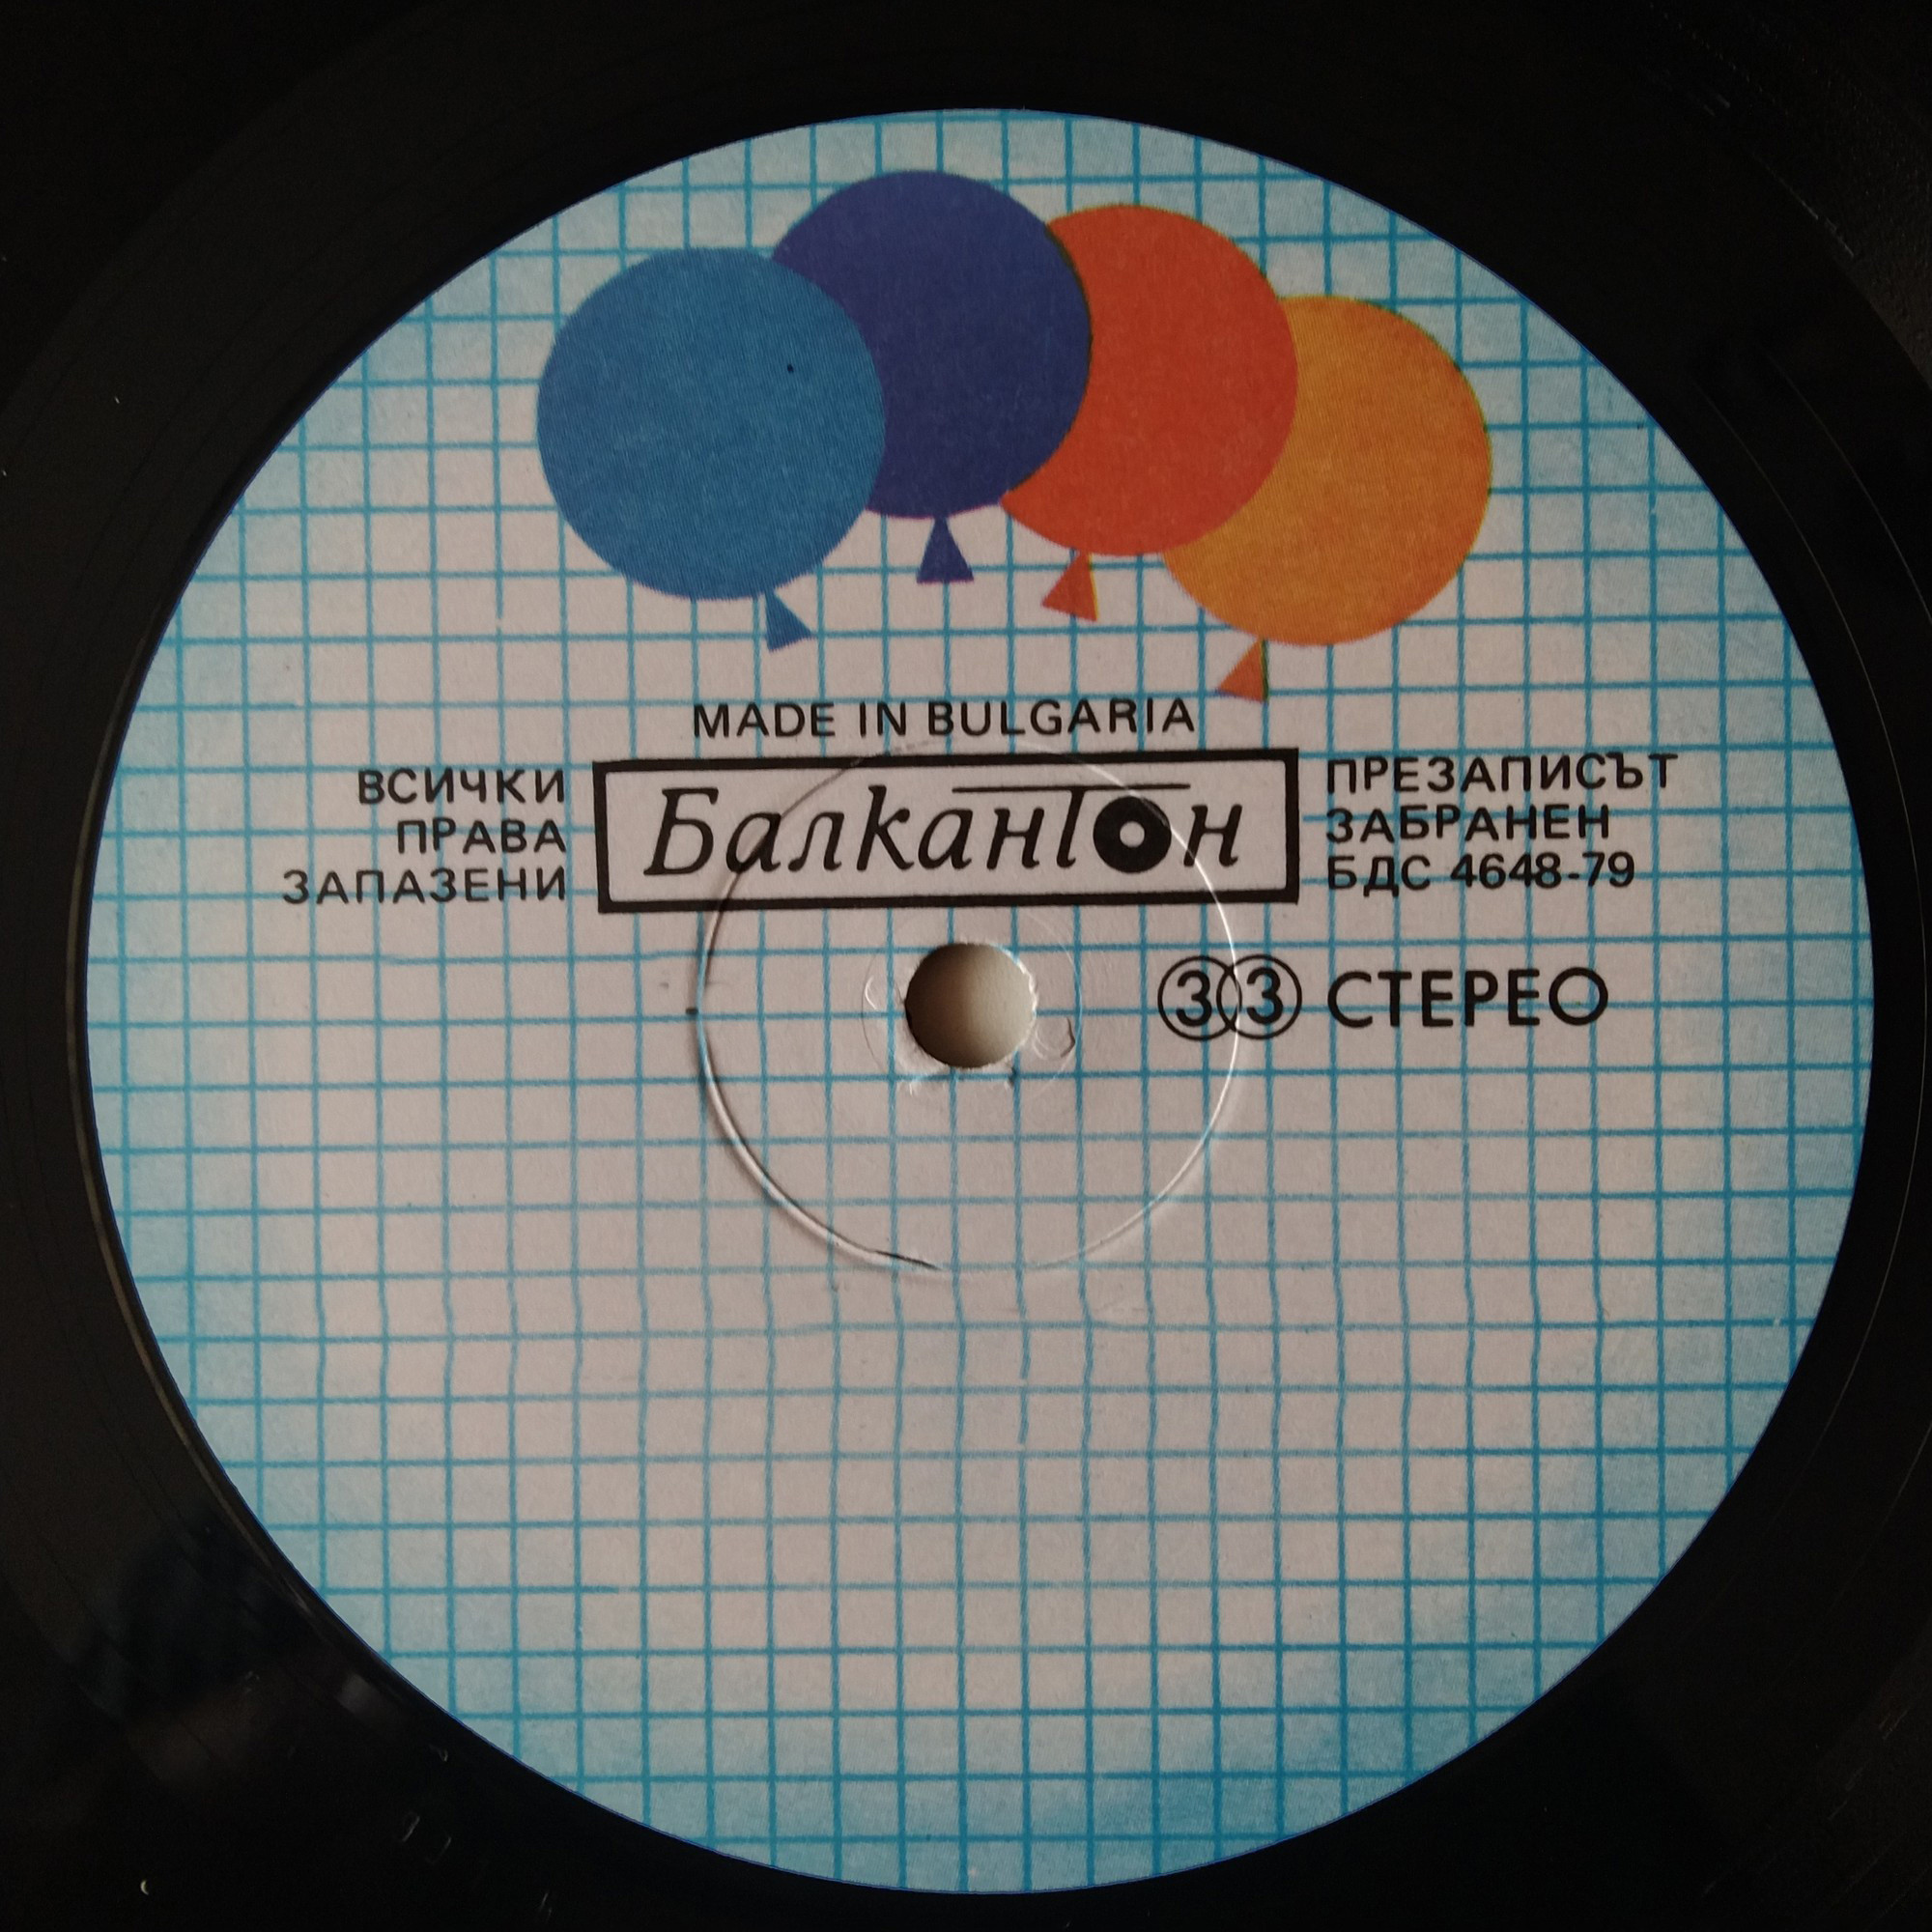 MADE IN BULGARIA
ВСИЧКИ
ПРАВА
ЗАПАЗЕНИ
Балкантон
ПРЕЗАПИСЪТ
ЗАБРАНЕН
БДС 4648-79
33 СТЕРЕО